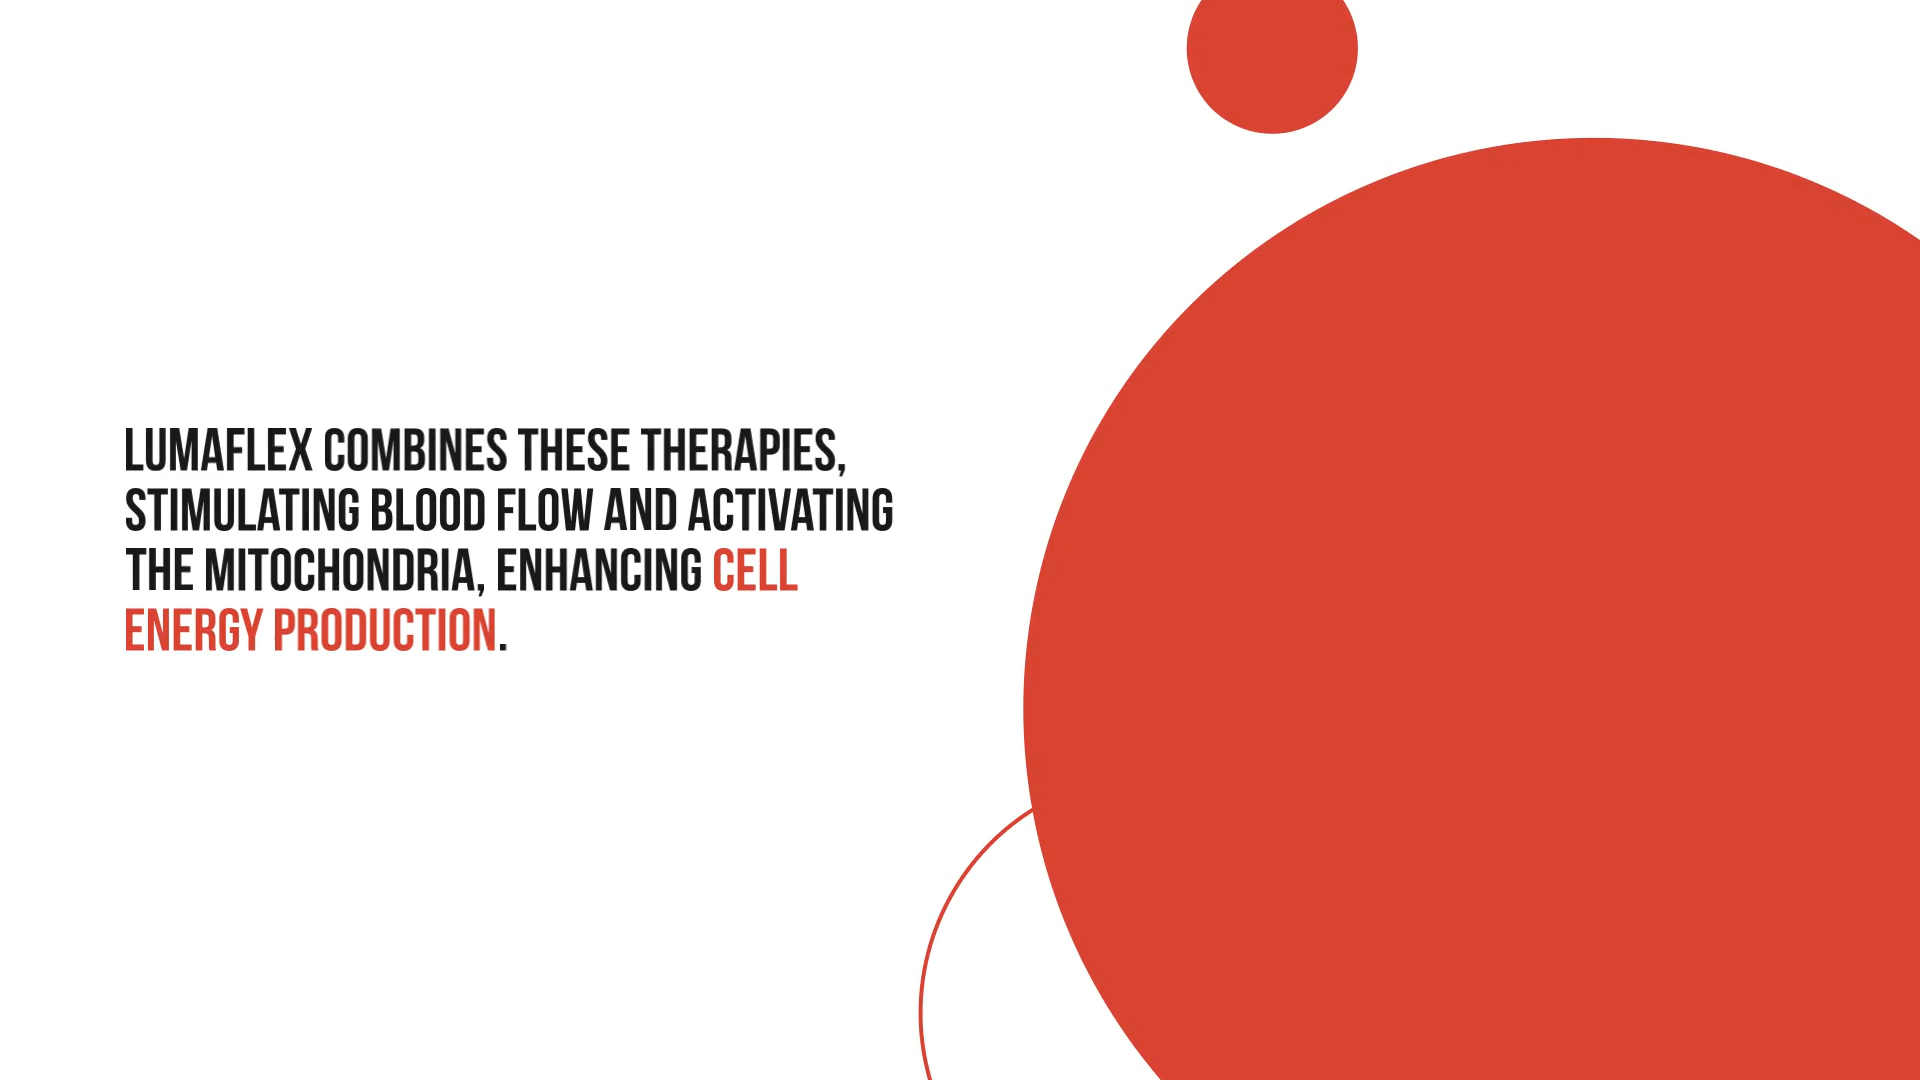 LUMAFLEX COMBINES THESE THERAPIES,
STIMULATING BLOOD FLOW AND ACTIVATING
THE MITOCHONDRIA, ENHANCING CELL
ENERGY PRODUCTION.